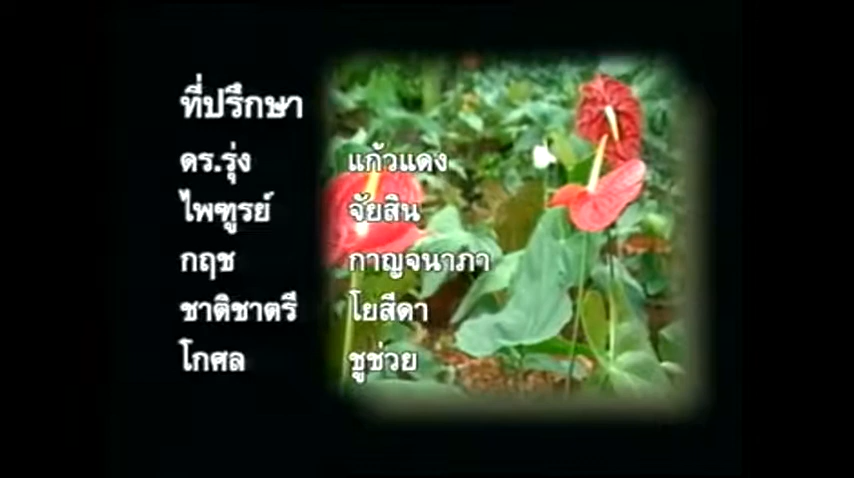 ที่ปรึกษา
ดร.รุ่ง แก้วแดง
ไพฑูรย์ จัยสิน
กฤช กาญจนาภา
ชาติชาตรี โยสีดา
โกศล ชูช่วย